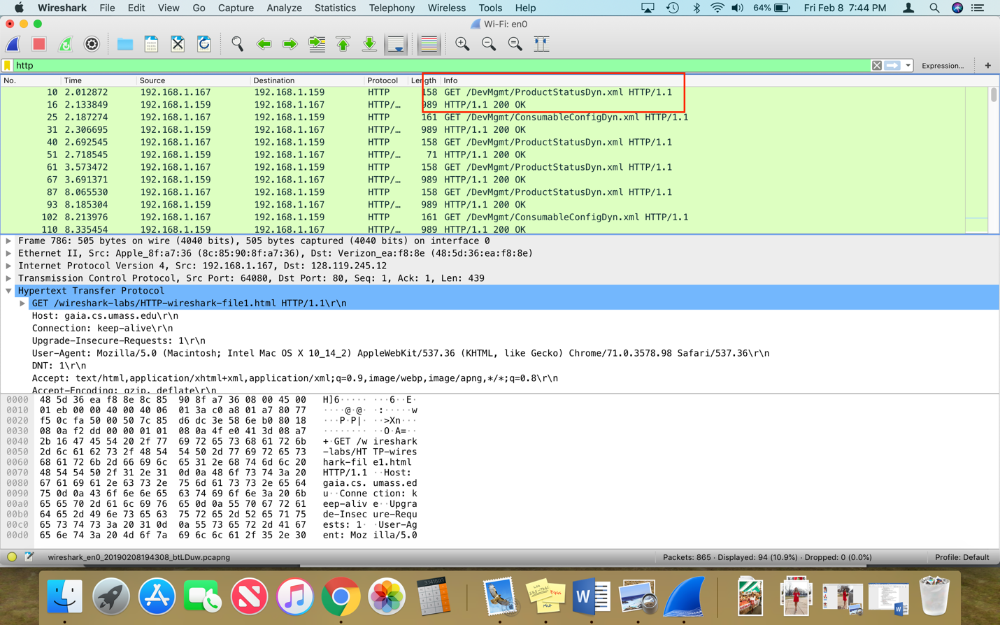 Wireshark File Edit View Go Capture Analyze Statistics Telephony Wireless Tools Help 64% Fri Feb 8 7:44 PM
Wi-Fi: en0
http Expression... +
No. Time Source Destination Protocol Length Info
10 2.012872 192.168.1.167 192.168.1.159 HTTP 158 GET /DevMgmt/ProductStatusDyn.xml HTTP/1.1
16 2.133849 192.168.1.159 192.168.1.167 HTTP/… 989 HTTP/1.1 200 OK
25 2.187274 192.168.1.167 192.168.1.159 HTTP 161 GET /DevMgmt/ConsumableConfigDyn.xml HTTP/1.1
31 2.306695 192.168.1.159 192.168.1.167 HTTP/… 989 HTTP/1.1 200 OK
40 2.692545 192.168.1.167 192.168.1.159 HTTP 158 GET /DevMgmt/ProductStatusDyn.xml HTTP/1.1
51 2.718545 192.168.1.159 192.168.1.167 HTTP/… 71 HTTP/1.1 200 OK
61 3.573472 192.168.1.167 192.168.1.159 HTTP 158 GET /DevMgmt/ProductStatusDyn.xml HTTP/1.1
67 3.691371 192.168.1.159 192.168.1.167 HTTP/… 989 HTTP/1.1 200 OK
87 8.065530 192.168.1.167 192.168.1.159 HTTP 158 GET /DevMgmt/ProductStatusDyn.xml HTTP/1.1
93 8.185304 192.168.1.159 192.168.1.167 HTTP/… 989 HTTP/1.1 200 OK
102 8.213976 192.168.1.167 192.168.1.159 HTTP 161 GET /DevMgmt/ConsumableConfigDyn.xml HTTP/1.1
110 8.335454 192.168.1.159 192.168.1.167 HTTP/… 989 HTTP/1.1 200 OK
Frame 786: 505 bytes on wire (4040 bits), 505 bytes captured (4040 bits) on interface 0
Ethernet II, Src: Apple_8f:a7:36 (8c:85:90:8f:a7:36), Dst: Verizon_ea:f8:8e (48:5d:36:ea:f8:8e)
Internet Protocol Version 4, Src: 192.168.1.167, Dst: 128.119.245.12
Transmission Control Protocol, Src Port: 64080, Dst Port: 80, Seq: 1, Ack: 1, Len: 439
Hypertext Transfer Protocol
GET /wireshark-labs/HTTP-wireshark-file1.html HTTP/1.1\r\n
Host: gaia.cs.umass.edu\r\n
Connection: keep-alive\r\n
Upgrade-Insecure-Requests: 1\r\n
User-Agent: Mozilla/5.0 (Macintosh; Intel Mac OS X 10_14_2) AppleWebKit/537.36 (KHTML, like Gecko) Chrome/71.0.3578.98 Safari/537.36\r\n
DNT: 1\r\n
Accept: text/html,application/xhtml+xml,application/xml;q=0.9,image/webp,image/apng,*/*;q=0.8\r\n
Accept-Encoding: gzip, deflate\r\n
0000 48 5d 36 ea f8 8e 8c 85 90 8f a7 36 08 00 45 00 H]6····· ···6··E·
0010 01 eb 00 00 40 00 40 06 01 3a c0 a8 01 a7 80 77 ····@·@· ·:·····w
0020 f5 0c fa 50 00 50 7c 85 d6 dc 3e 58 6e b0 80 18 ···P·P|· ··>Xn···
0030 08 0a f2 dd 00 00 01 01 08 0a 4f e0 41 3d 08 a7 ········ ··O·A=··
0040 2b 16 47 45 54 20 2f 77 69 72 65 73 68 61 72 6b +·GET /w ireshark
0050 2d 6c 61 62 73 2f 48 54 54 50 2d 77 69 72 65 73 -labs/HT TP-wires
0060 68 61 72 6b 2d 66 69 6c 65 31 2e 68 74 6d 6c 20 hark-fil e1.html
0070 48 54 54 50 2f 31 2e 31 0d 0a 48 6f 73 74 3a 20 HTTP/1.1 ··Host:
0080 67 61 69 61 2e 63 73 2e 75 6d 61 73 73 2e 65 64 gaia.cs. umass.ed
0090 75 0d 0a 43 6f 6e 6e 65 63 74 69 6f 6e 3a 20 6b u··Conne ction: k
00a0 65 65 70 2d 61 6c 69 76 65 0d 0a 55 70 67 72 61 eep-aliv e··Upgra
00b0 64 65 2d 49 6e 73 65 63 75 72 65 2d 52 65 71 75 de-Insec ure-Requ
00c0 65 73 74 73 3a 20 31 0d 0a 55 73 65 72 2d 41 67 ests: 1· ·User-Ag
00d0 65 6e 74 3a 20 4d 6f 7a 69 6c 6c 61 2f 35 2e 30 ent: Moz illa/5.0
wireshark_en0_20190208194308_btLDuw.pcapng Packets: 865 · Displayed: 94 (10.9%) · Dropped: 0 (0.0%) Profile: Default